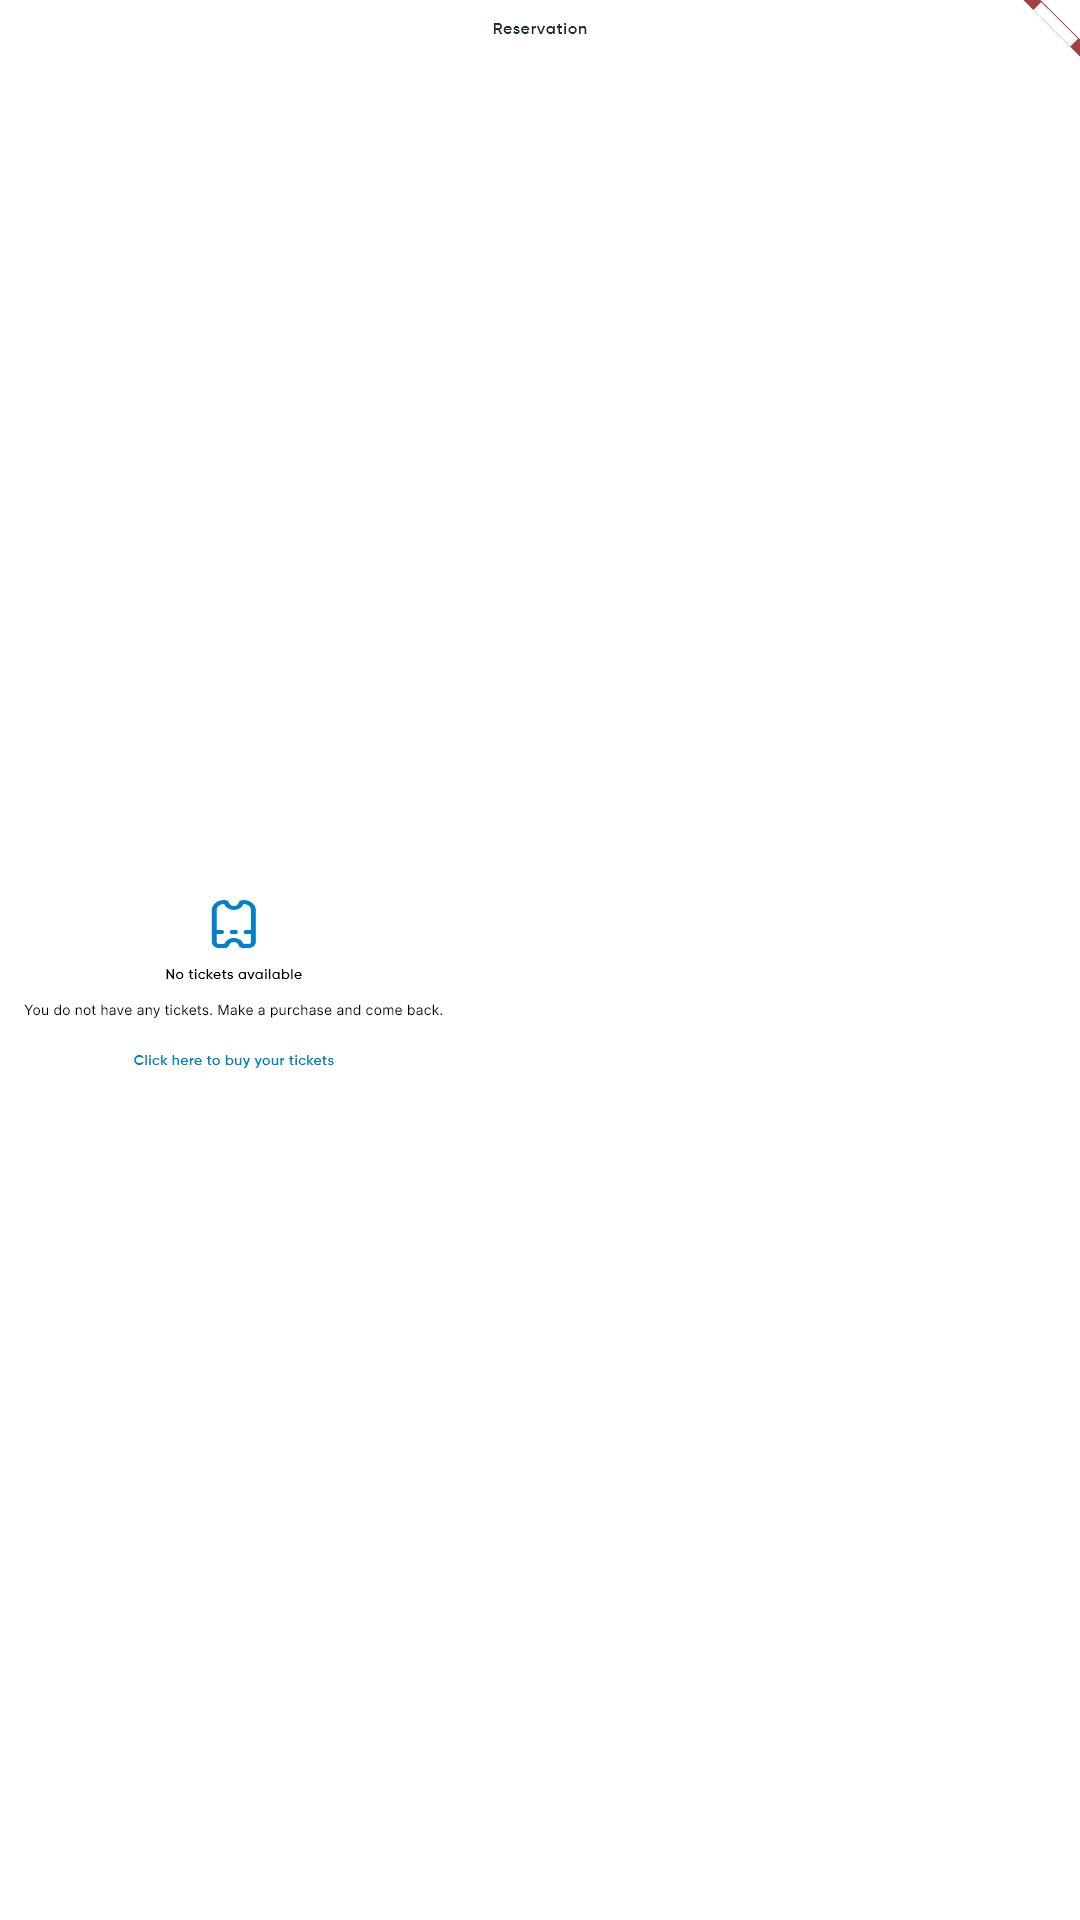 Reservation
No tickets available
You do not have any tickets. Make a purchase and come back.
Click here to buy your tickets